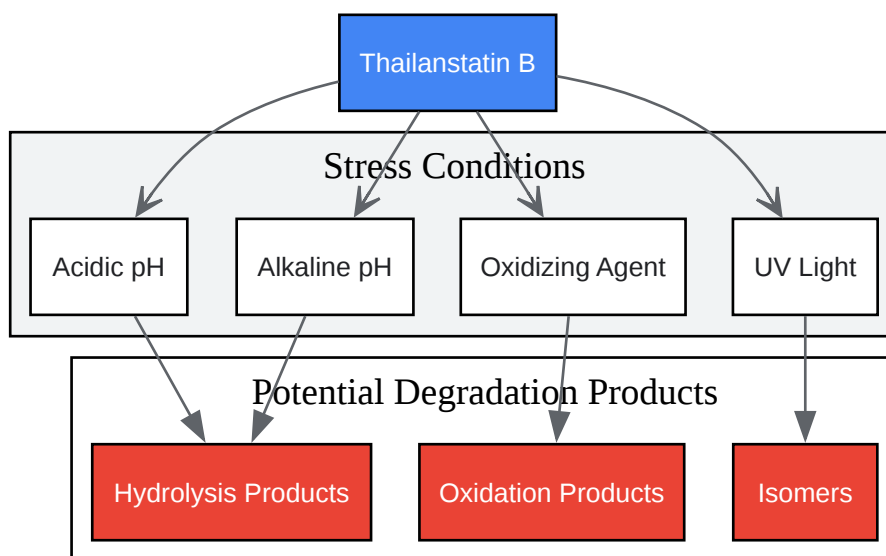 Thailanstatin B
Stress Conditions
Acidic pH
Alkaline pH
Oxidizing Agent
UV Light
Potential Degradation Products
Hydrolysis Products
Oxidation Products
Isomers